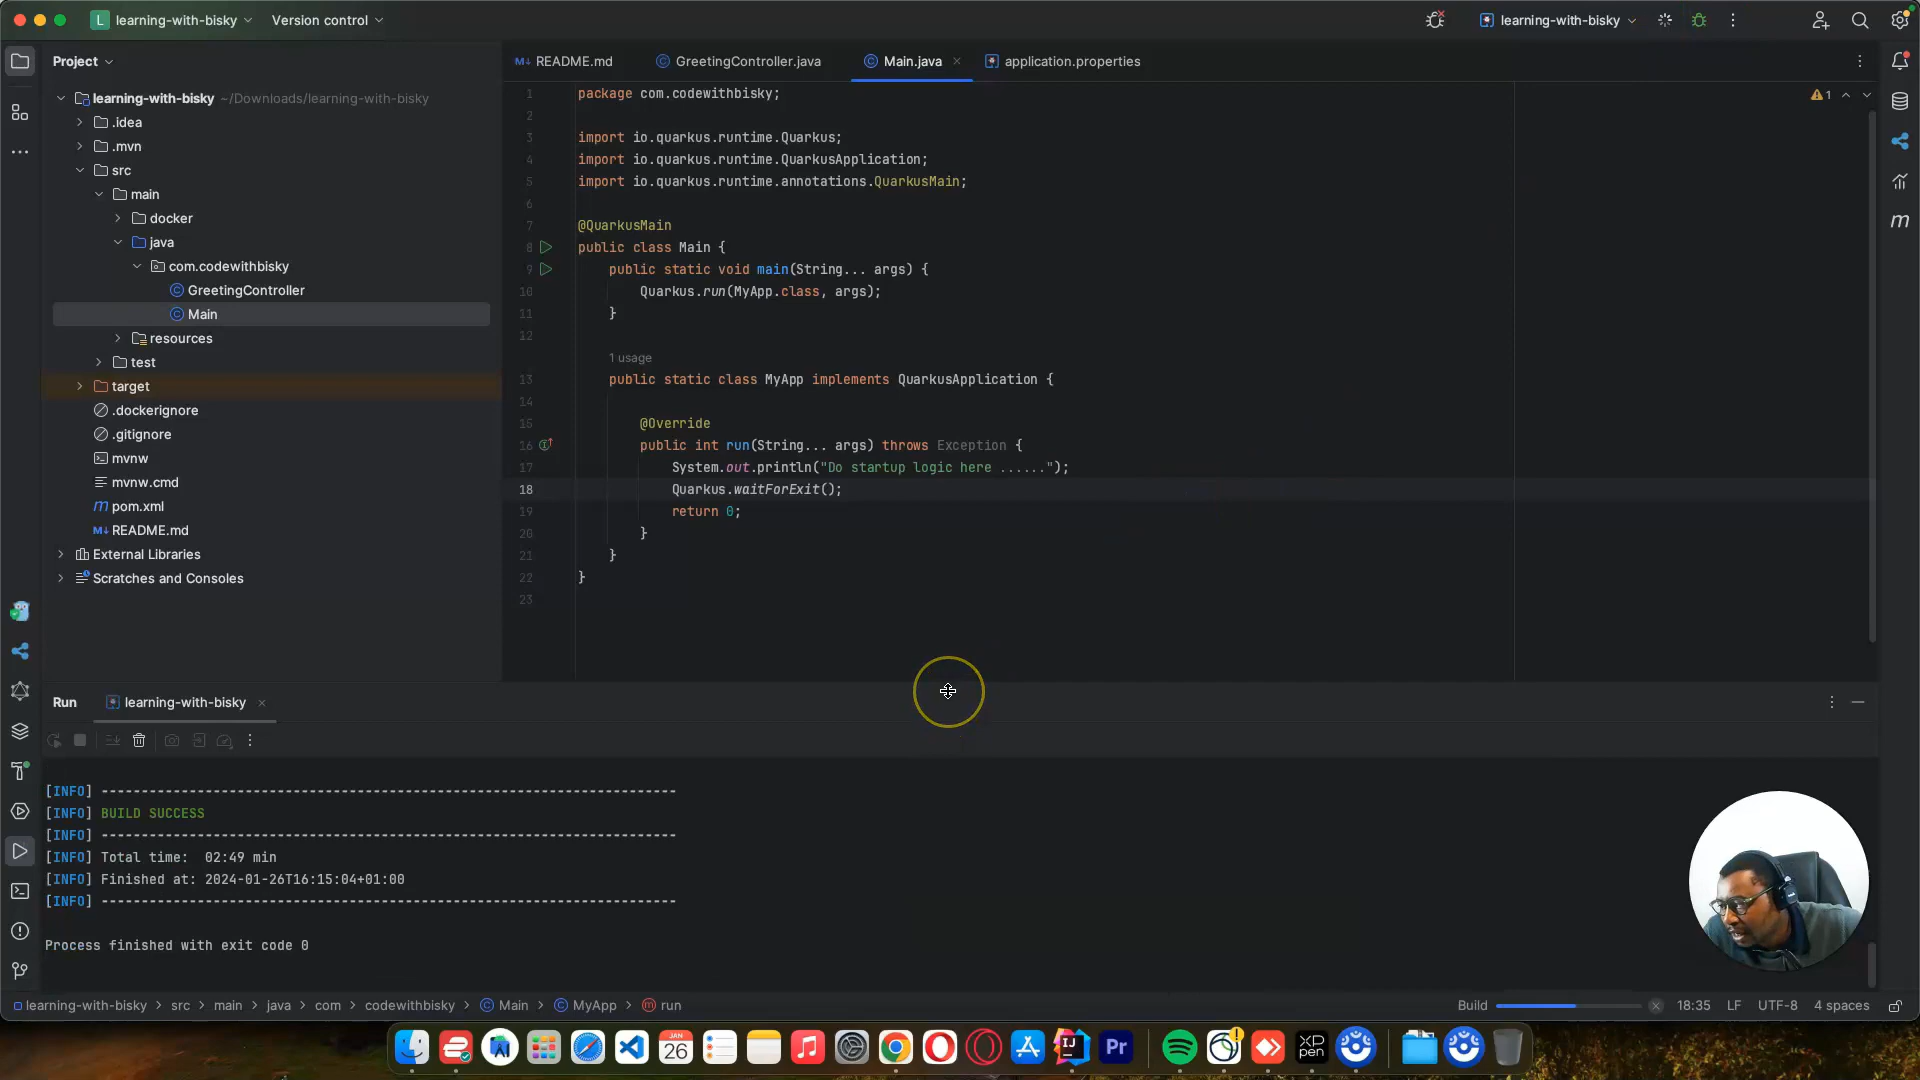 L learning-with-bisky
Version control
learning-with-bisky
Project
README.md
GreetingController.java
Main.java
application.properties
learning-with-bisky ~/Downloads/learning-with-bisky
.idea
.mvn
src
main
docker
java
com.codewithbisky
GreetingController
Main
resources
test
target
.dockerignore
.gitignore
mvnw
mvnw.cmd
pom.xml
README.md
External Libraries
Scratches and Consoles
1 package com.codewithbisky;
2
3 import io.quarkus.runtime.Quarkus;
4 import io.quarkus.runtime.QuarkusApplication;
5 import io.quarkus.runtime.annotations.QuarkusMain;
6
7 @QuarkusMain
8 public class Main {
9 public static void main(String... args) {
10 Quarkus.run(MyApp.class, args);
11 }
12
1 usage
13 public static class MyApp implements QuarkusApplication {
14
15 @Override
16 public int run(String... args) throws Exception {
17 System.out.println("Do startup logic here ......");
18 Quarkus.waitForExit();
19 return 0;
20 }
21 }
22 }
23
1
m
Run
learning-with-bisky
[INFO] ------------------------------------------------------------------------
[INFO] BUILD SUCCESS
[INFO] ------------------------------------------------------------------------
[INFO] Total time:  02:49 min
[INFO] Finished at: 2024-01-26T16:15:04+01:00
[INFO] ------------------------------------------------------------------------
Process finished with exit code 0
learning-with-bisky > src > main > java > com > codewithbisky > Main > MyApp > run
Build
18:35 LF UTF-8 4 spaces
JAN
26
IJ
Pr
XP
pen